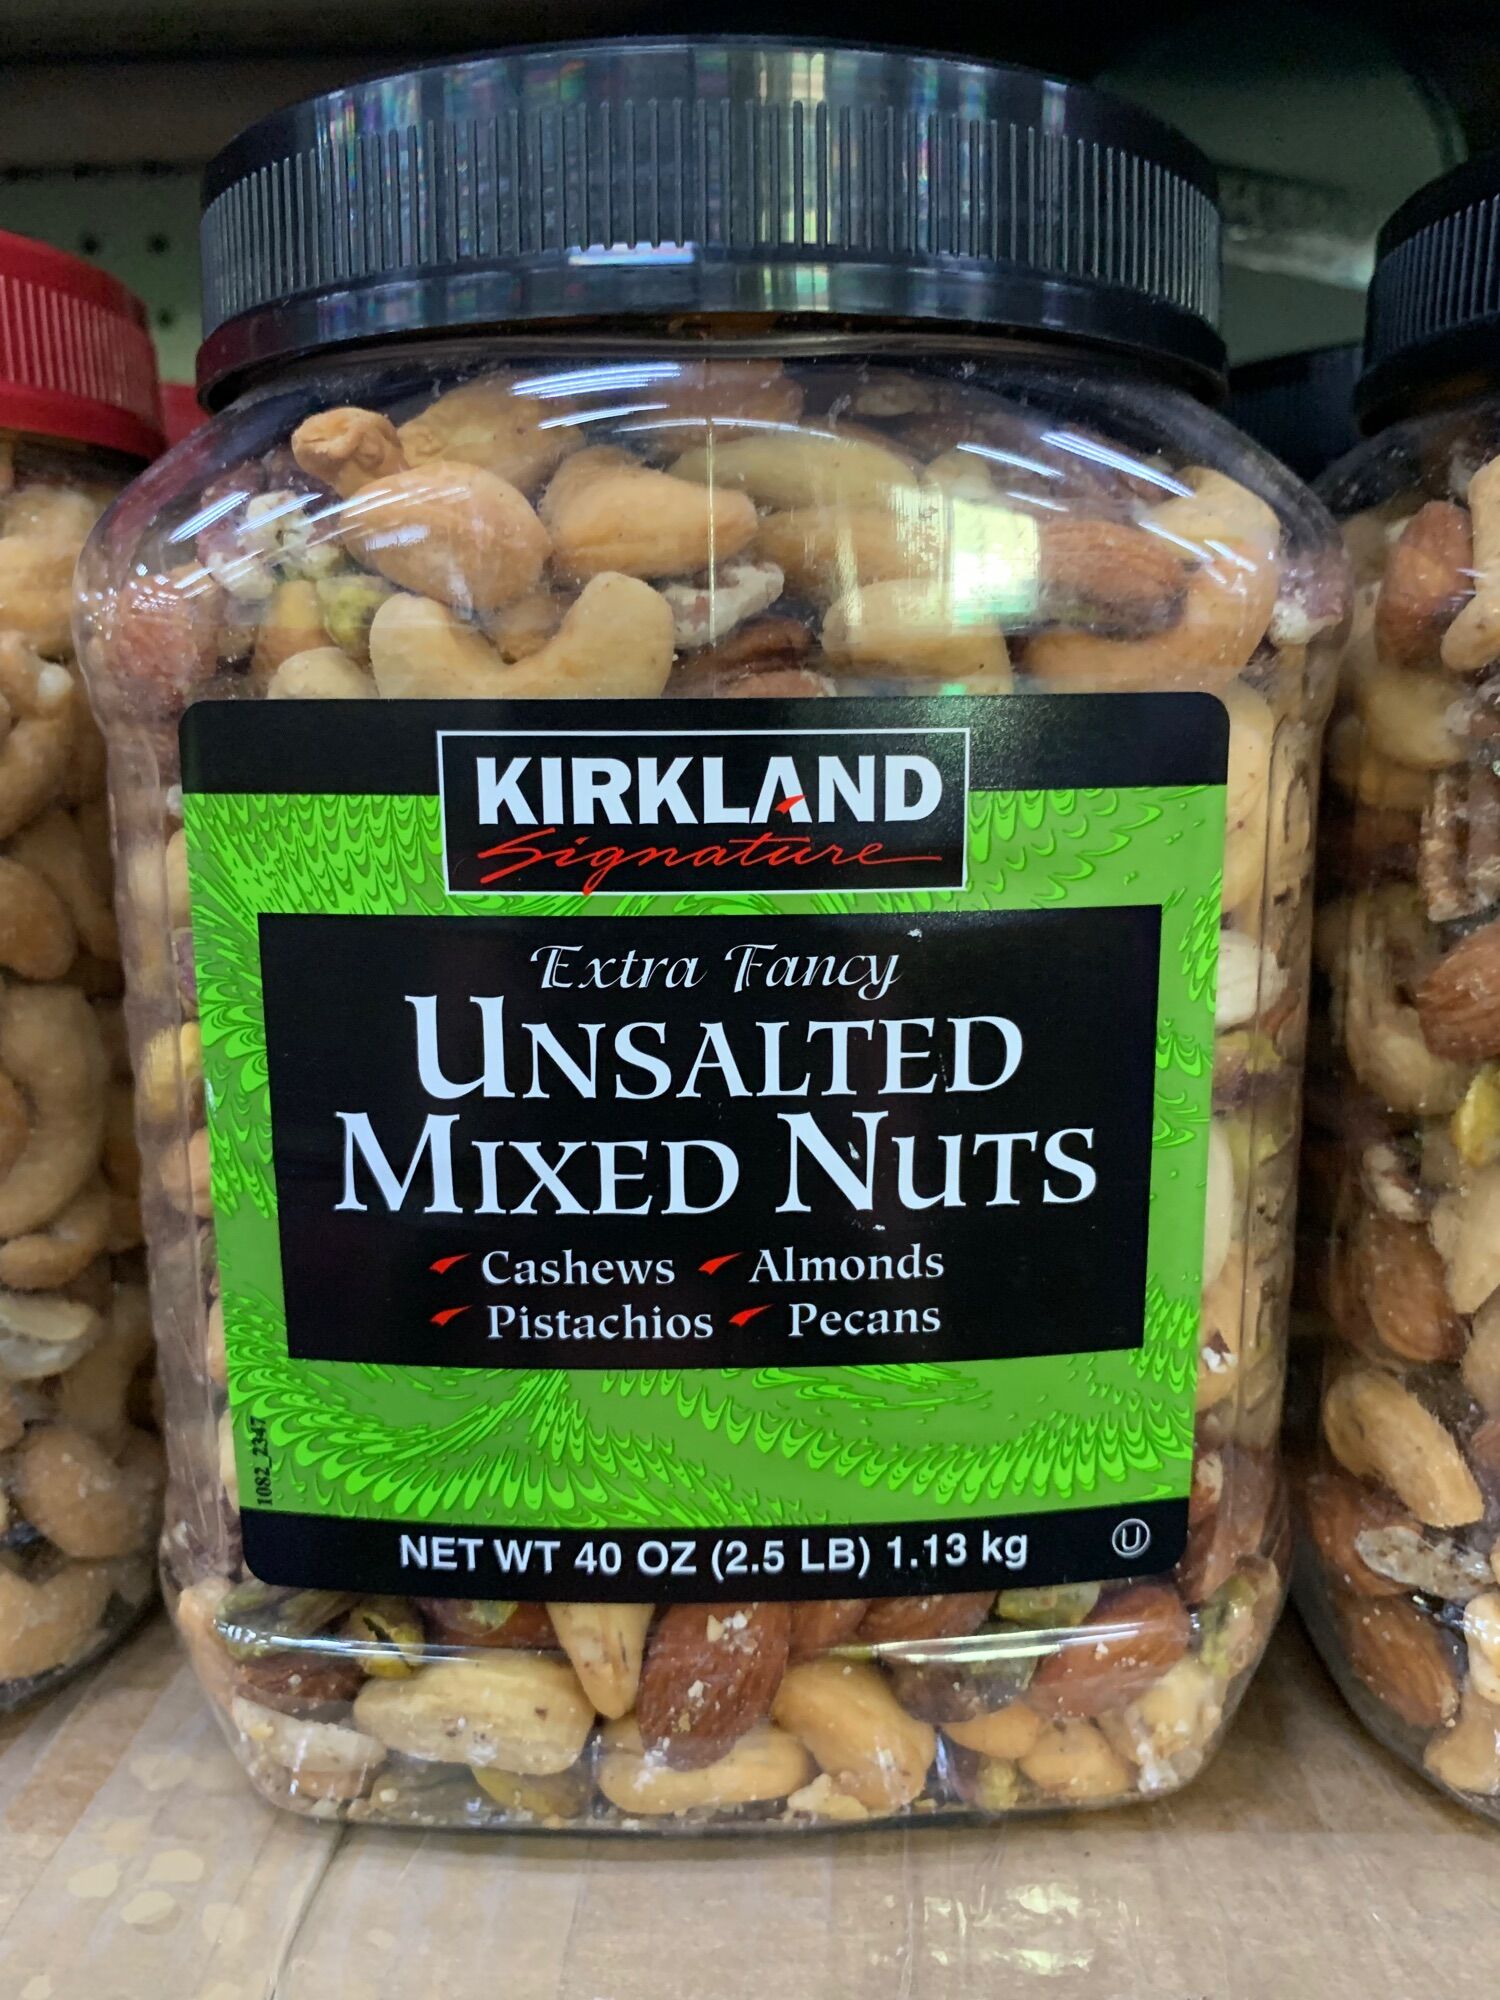 KIRKLAND
Signature
Extra Fancy
UNSALTED
MIXED NUTS
Cashews Almonds
Pistachios Pecans
1082_2347
NET WT 40 OZ (2.5 LB) 1.13 kg
U